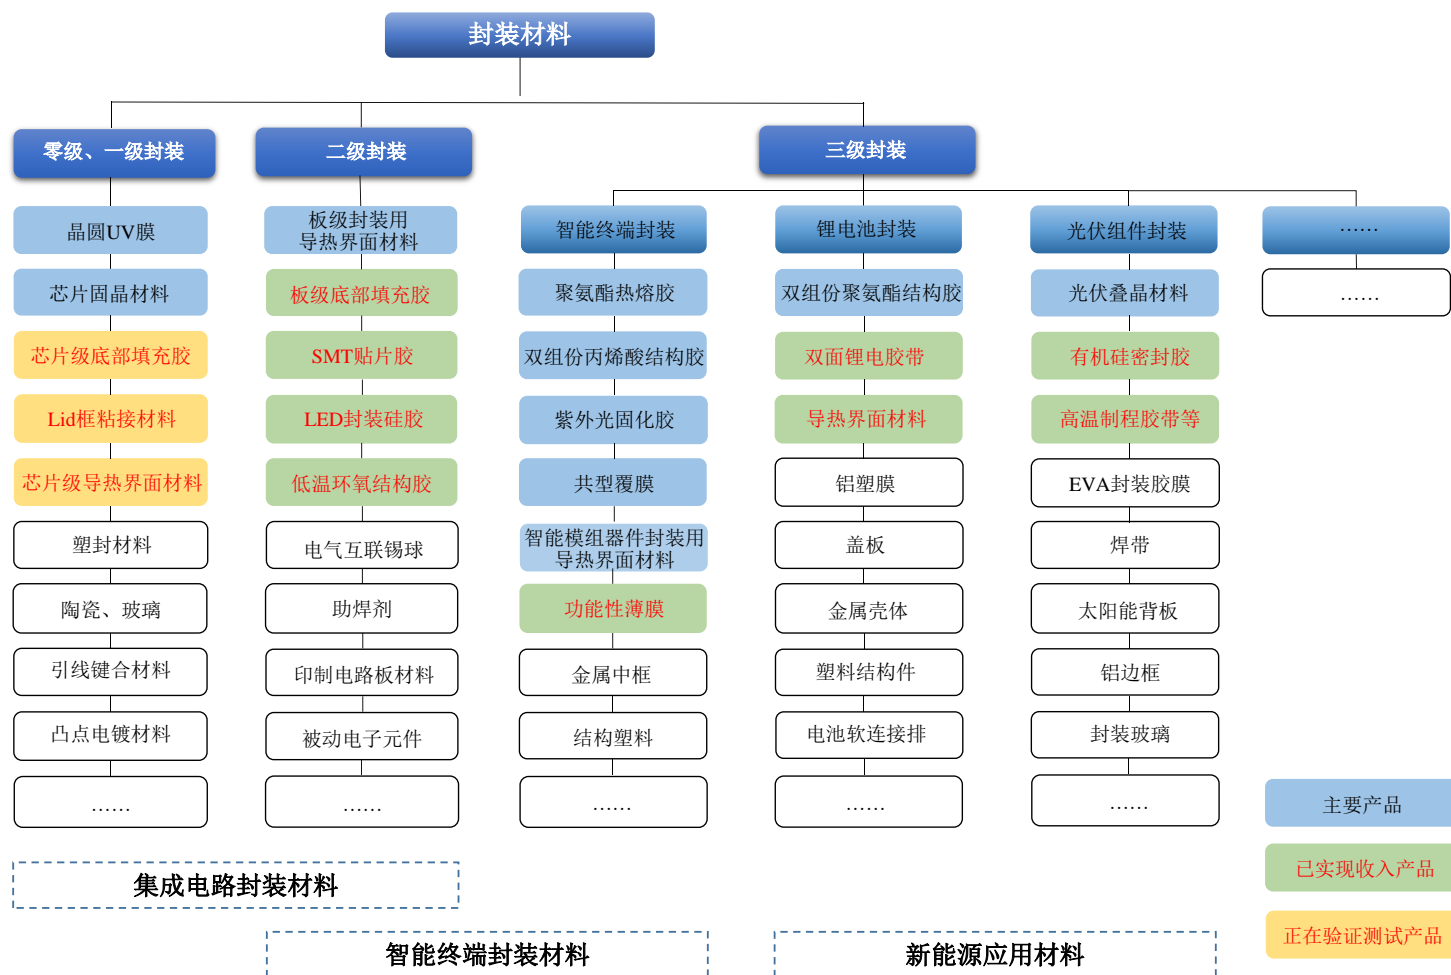 封装材料
零级、一级封装
二级封装
三级封装
晶圆UV膜
芯片固晶材料
芯片级底部填充胶
Lid框粘接材料
芯片级导热界面材料
塑封材料
陶瓷、玻璃
引线键合材料
凸点电镀材料
……
板级封装用
导热界面材料
板级底部填充胶
SMT贴片胶
LED封装硅胶
低温环氧结构胶
电气互联锡球
助焊剂
印制电路板材料
被动电子元件
……
智能终端封装
聚氨酯热熔胶
双组份丙烯酸结构胶
紫外光固化胶
共型覆膜
智能模组器件封装用
导热界面材料
功能性薄膜
金属中框
结构塑料
……
锂电池封装
双组份聚氨酯结构胶
双面锂电胶带
导热界面材料
铝塑膜
盖板
金属壳体
塑料结构件
电池软连接排
……
光伏组件封装
光伏叠晶材料
有机硅密封胶
高温制程胶带等
EVA封装胶膜
焊带
太阳能背板
铝边框
封装玻璃
……
……
……
主要产品
已实现收入产品
正在验证测试产品
集成电路封装材料
智能终端封装材料
新能源应用材料